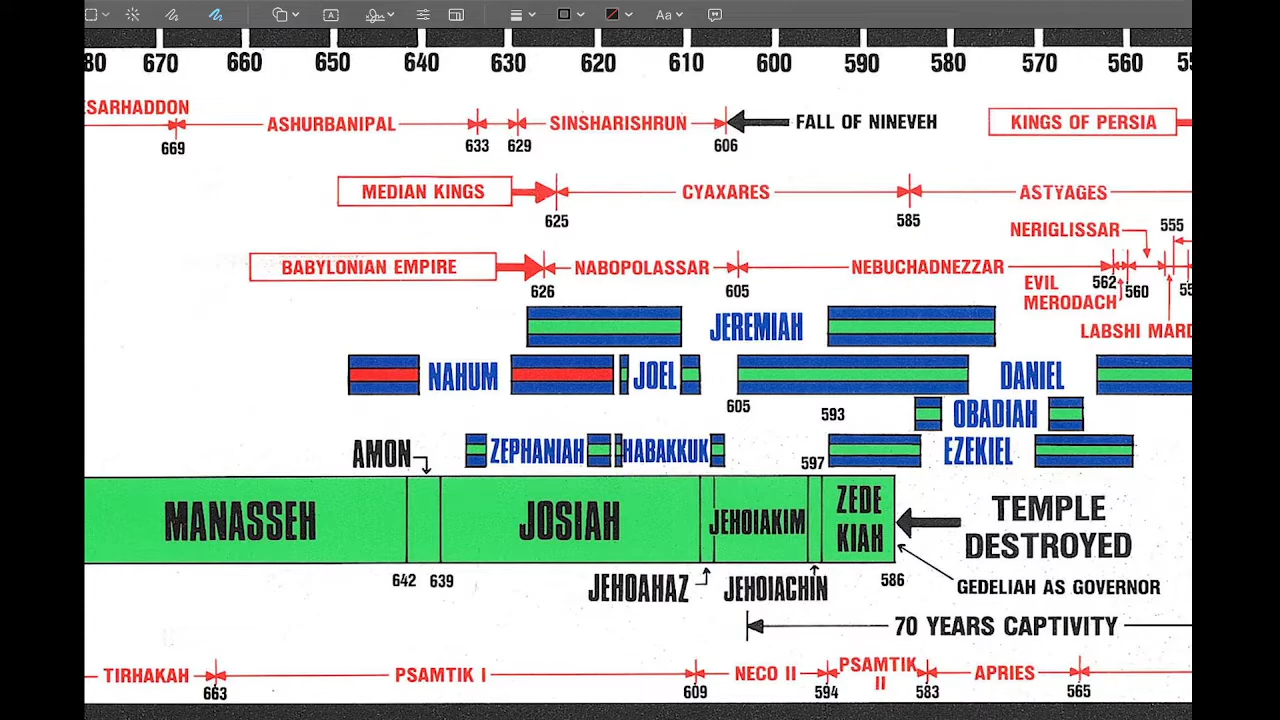 Aa
80 670 660 650 640 630 620 610 600 590 580 570 560 55
SARHADDON
ASHURBANIPAL
SINSHARISHRUN
FALL OF NINEVEH
KINGS OF PERSIA
669
633
629
606
MEDIAN KINGS
CYAXARES
ASTYAGES
625
585
NERIGLISSAR
555
BABYLONIAN EMPIRE
NABOPOLASSAR
NEBUCHADNEZZAR
626
605
562
560
55
EVIL
MERODACH
LABSHI MARD
JEREMIAH
NAHUM
JOEL
DANIEL
605
593
OBADIAH
AMON
ZEPHANIAH
HABAKKUK
EZEKIEL
597
MANASSEH
JOSIAH
JEHOIAKIM
ZEDE
KIAH
TEMPLE
DESTROYED
642
639
586
JEHOAHAZ
JEHOIACHIN
GEDELIAH AS GOVERNOR
70 YEARS CAPTIVITY
TIRHAKAH
PSAMTIK I
NECO II
PSAMTIK
II
APRIES
663
609
594
583
565